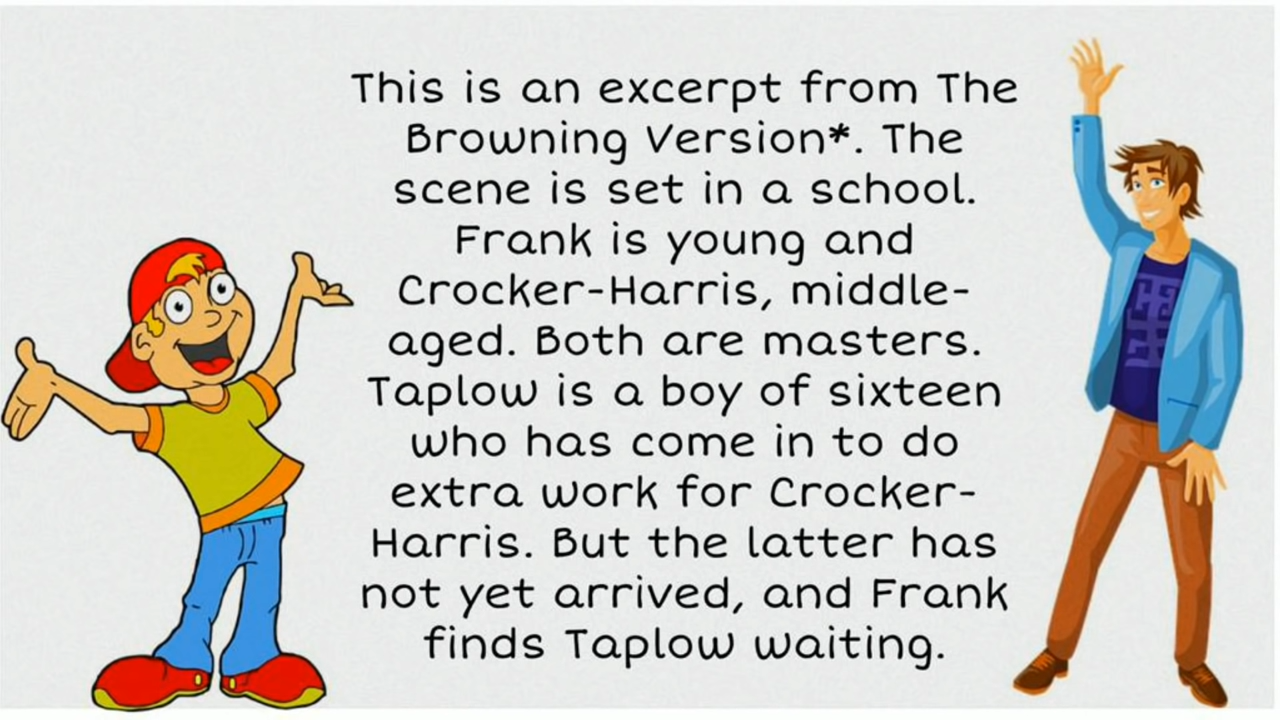 This is an excerpt from The
Browning Version*. The
scene is set in a school.
Frank is young and
Crocker-Harris, middle-
aged. Both are masters.
Taplow is a boy of sixteen
who has come in to do
extra work for Crocker-
Harris. But the latter has
not yet arrived, and Frank
finds Taplow waiting.